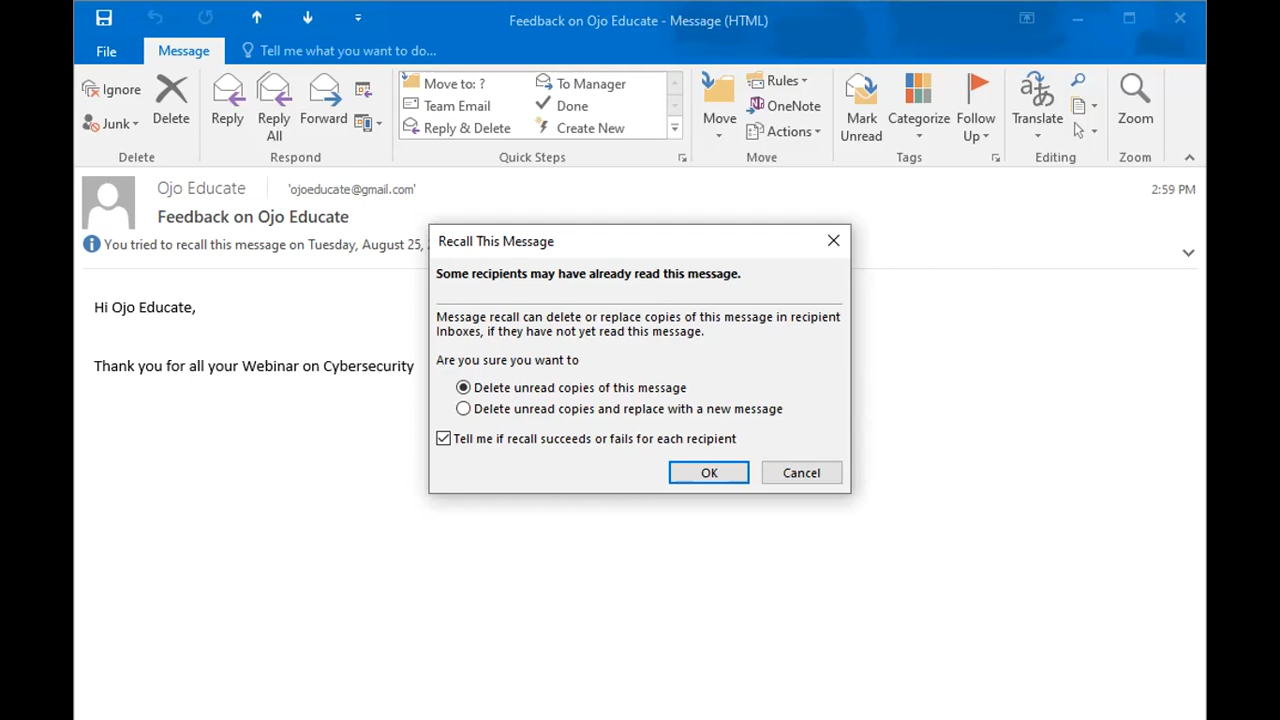 Feedback on Ojo Educate - Message (HTML)
File Message Tell me what you want to do...
Ignore
Junk
Delete
Reply
Reply All
Forward
Move to: ?
To Manager
Team Email
Done
Reply & Delete
Create New
Move
Rules
OneNote
Actions
Mark Unread
Categorize
Follow Up
Translate
Zoom
Delete Respond Quick Steps Move Tags Editing Zoom
Ojo Educate 'ojoeducate@gmail.com' 2:59 PM
Feedback on Ojo Educate
You tried to recall this message on Tuesday, August 25,
Hi Ojo Educate,
Thank you for all your Webinar on Cybersecurity
Recall This Message
Some recipients may have already read this message.
Message recall can delete or replace copies of this message in recipient
Inboxes, if they have not yet read this message.
Are you sure you want to
Delete unread copies of this message
Delete unread copies and replace with a new message
Tell me if recall succeeds or fails for each recipient
OK Cancel